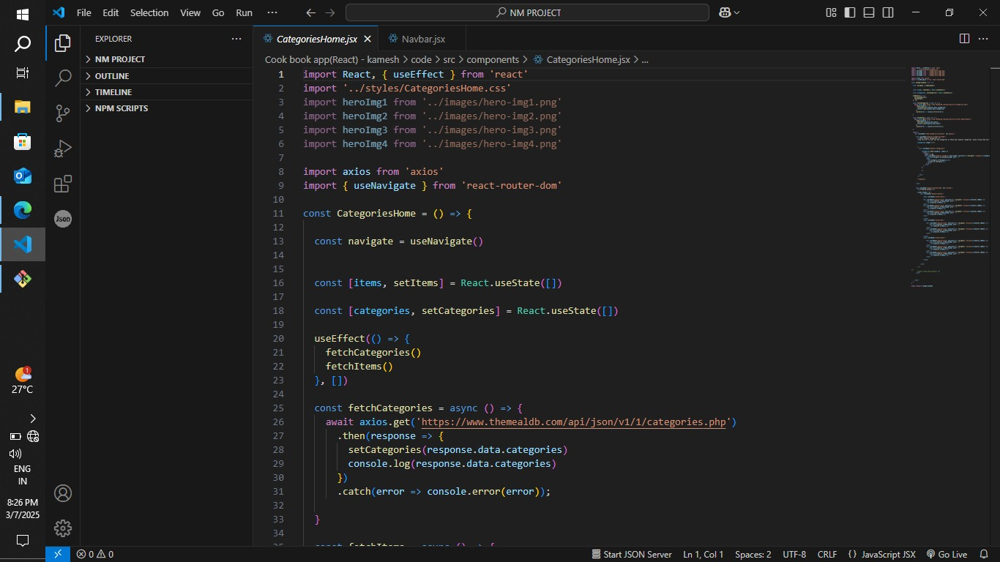 File Edit Selection View Go Run ··· NM PROJECT
EXPLORER ···
NM PROJECT
OUTLINE
TIMELINE
NPM SCRIPTS
CategoriesHome.jsx Navbar.jsx
Cook book app(React) - kamesh > code > src > components > CategoriesHome.jsx > ...
1 import React, { useEffect } from 'react'
2 import '../styles/CategoriesHome.css'
3 import heroImg1 from '../images/hero-img1.png'
4 import heroImg2 from '../images/hero-img2.png'
5 import heroImg3 from '../images/hero-img3.png'
6 import heroImg4 from '../images/hero-img4.png'
7
8 import axios from 'axios'
9 import { useNavigate } from 'react-router-dom'
10
11 const CategoriesHome = () => {
12
13 const navigate = useNavigate()
14
15
16 const [items, setItems] = React.useState([])
17
18 const [categories, setCategories] = React.useState([])
19
20 useEffect(() => {
21 fetchCategories()
22 fetchItems()
23 }, [])
24
25 const fetchCategories = async () => {
26 await axios.get('https://www.themealdb.com/api/json/v1/1/categories.php')
27 .then(response => {
28 setCategories(response.data.categories)
29 console.log(response.data.categories)
30 })
31 .catch(error => console.error(error));
32
33 }
34
35 const fetchItems = async () => {
Json
1
27°C
ENG
IN
8:26 PM
3/7/2025
0 0 Start JSON Server Ln 1, Col 1 Spaces: 2 UTF-8 CRLF {} JavaScript JSX Go Live